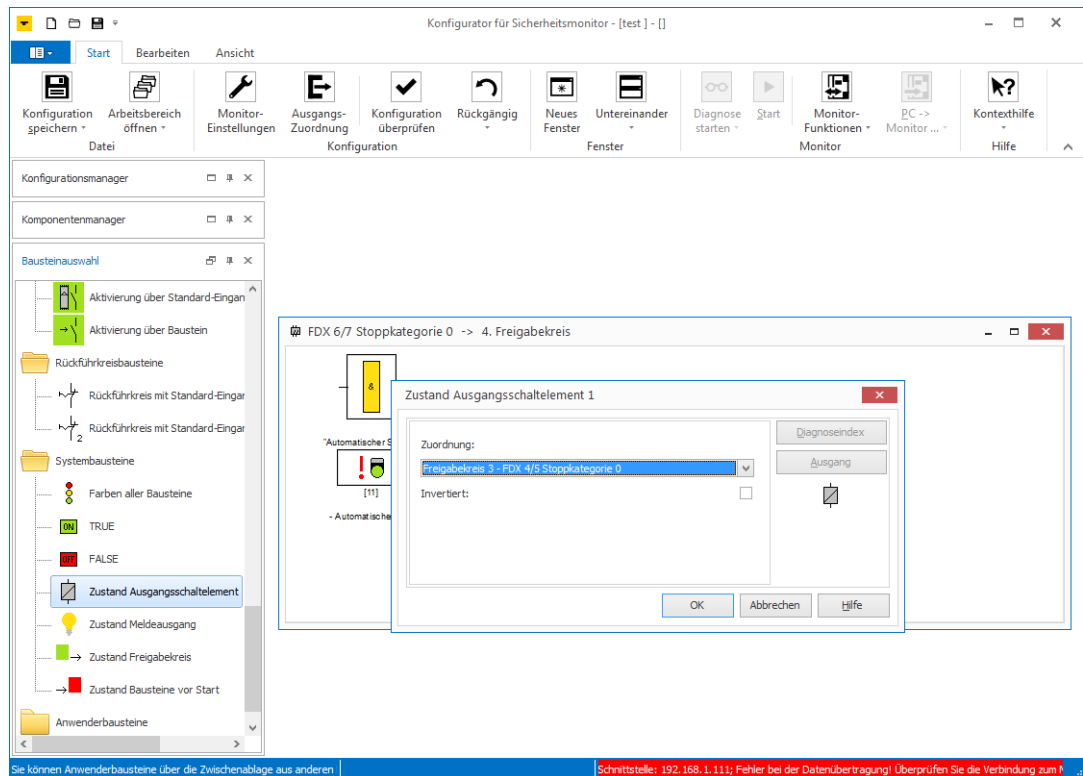 Konfigurator für Sicherheitsmonitor - [test ] - []
Start Bearbeiten Ansicht
Konfiguration speichern
Arbeitsbereich öffnen
Monitor-Einstellungen
Ausgangs-Zuordnung
Konfiguration überprüfen
Rückgängig
Neues Fenster
Untereinander
Diagnose starten
Start
Monitor-Funktionen
PC -> Monitor ...
Kontexthilfe
Datei Konfiguration Fenster Monitor Hilfe
Konfigurationsmanager
Komponentenmanager
Bausteinauswahl
Aktivierung über Standard-Eingan
Aktivierung über Baustein
Rückführkreisbausteine
Rückführkreis mit Standard-Eingar
2 Rückführkreis mit Standard-Eingar
Systembausteine
Farben aller Bausteine
ON TRUE
OFF FALSE
Zustand Ausgangsschaltelement
Zustand Meldeausgang
Zustand Freigabekreis
Zustand Bausteine vor Start
Anwenderbausteine
FDX 6/7 Stoppkategorie 0 -> 4. Freigabekreis
&
"Automatischer S
[11]
- Automatische
Zustand Ausgangsschaltelement 1
Zuordnung:
Freigabekreis 3 - FDX 4/5 Stoppkategorie 0
Invertiert:
Diagnoseindex
Ausgang
OK Abbrechen Hilfe
Sie können Anwenderbausteine über die Zwischenablage aus anderen
Schnittstelle: 192.168.1.111; Fehler bei der Datenübertragung! Überprüfen Sie die Verbindung zum M